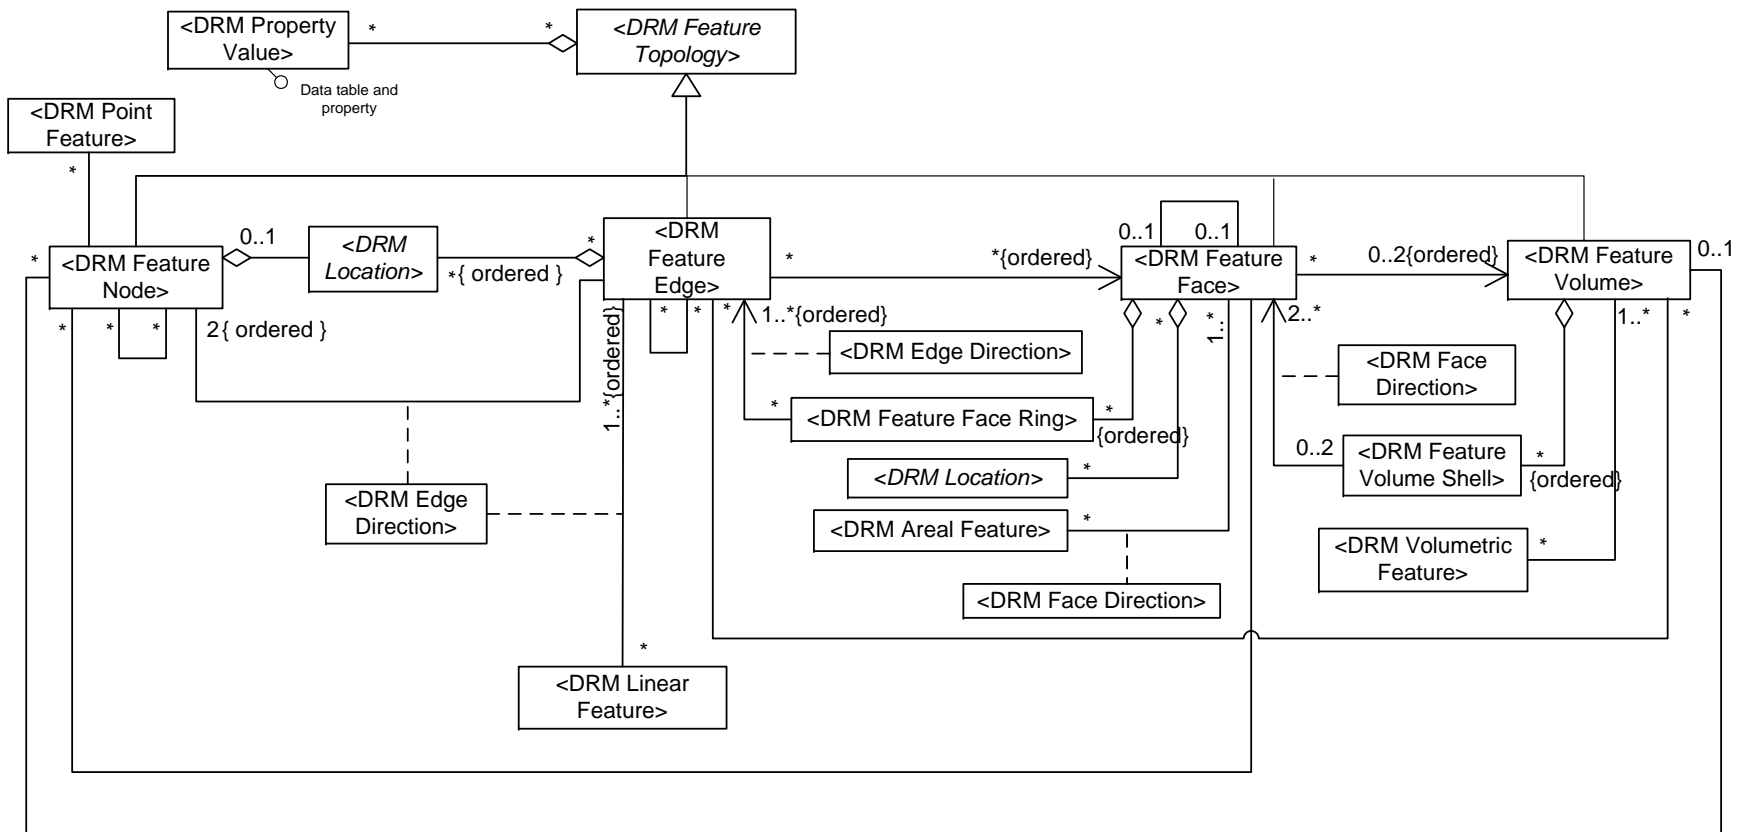 <DRM Property
Value>
*
*
<DRM Feature
Topology>
Data table and
property
<DRM Point
Feature>
*
*
<DRM Feature
Node>
0..1
<DRM
Location>
*{ ordered }
*
<DRM
Feature
Edge>
*
*{ordered}
0..1
0..1
<DRM Feature
Face>
*
0..2{ordered}
<DRM Feature
Volume>
0..1
*
*
*
2{ ordered }
1..*{ordered}
*
*
*
1..*{ordered}
*
1..*
2..*
1..*
*
<DRM Edge Direction>
<DRM Face
Direction>
*
<DRM Feature Face Ring>
*
{ordered}
0..2
<DRM Feature
Volume Shell>
*
{ordered}
<DRM Location>
*
<DRM Edge
Direction>
<DRM Areal Feature>
*
<DRM Volumetric
Feature>
*
<DRM Face Direction>
*
<DRM Linear
Feature>